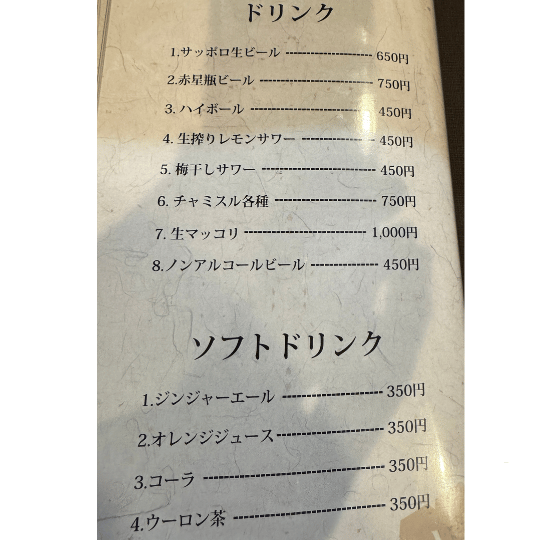 ドリンク
1.サッポロ生ビール ---------------------- 650円
2.赤星瓶ビール ---------------------- 750円
3. ハイボール ---------------------- 450円
4. 生搾りレモンサワー ---------------------- 450円
5. 梅干しサワー ---------------------- 450円
6. チャミスル各種 ---------------------- 750円
7. 生マッコリ ---------------------- 1,000円
8.ノンアルコールビール ---------------------- 450円
ソフトドリンク
1.ジンジャーエール ---------------------- 350円
2.オレンジジュース ---------------------- 350円
3.コーラ ---------------------- 350円
4.ウーロン茶 ---------------------- 350円